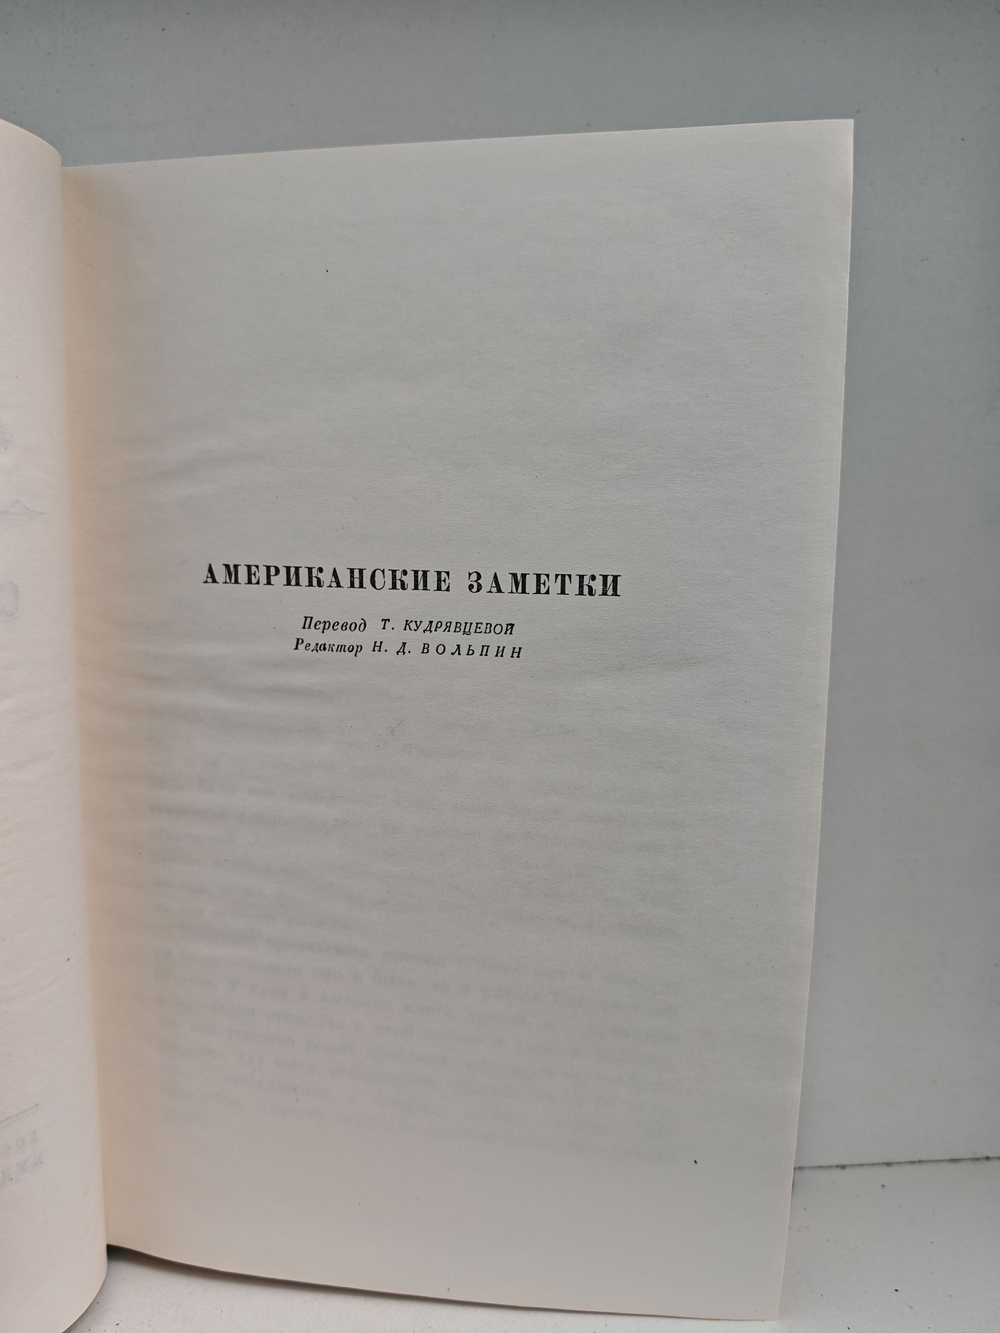 АМЕРИКАНСКИЕ ЗАМЕТКИ
Перевод Т. КУДРЯВЦЕВОЙ
Редактор Н. Д. ВОЛЬПИН